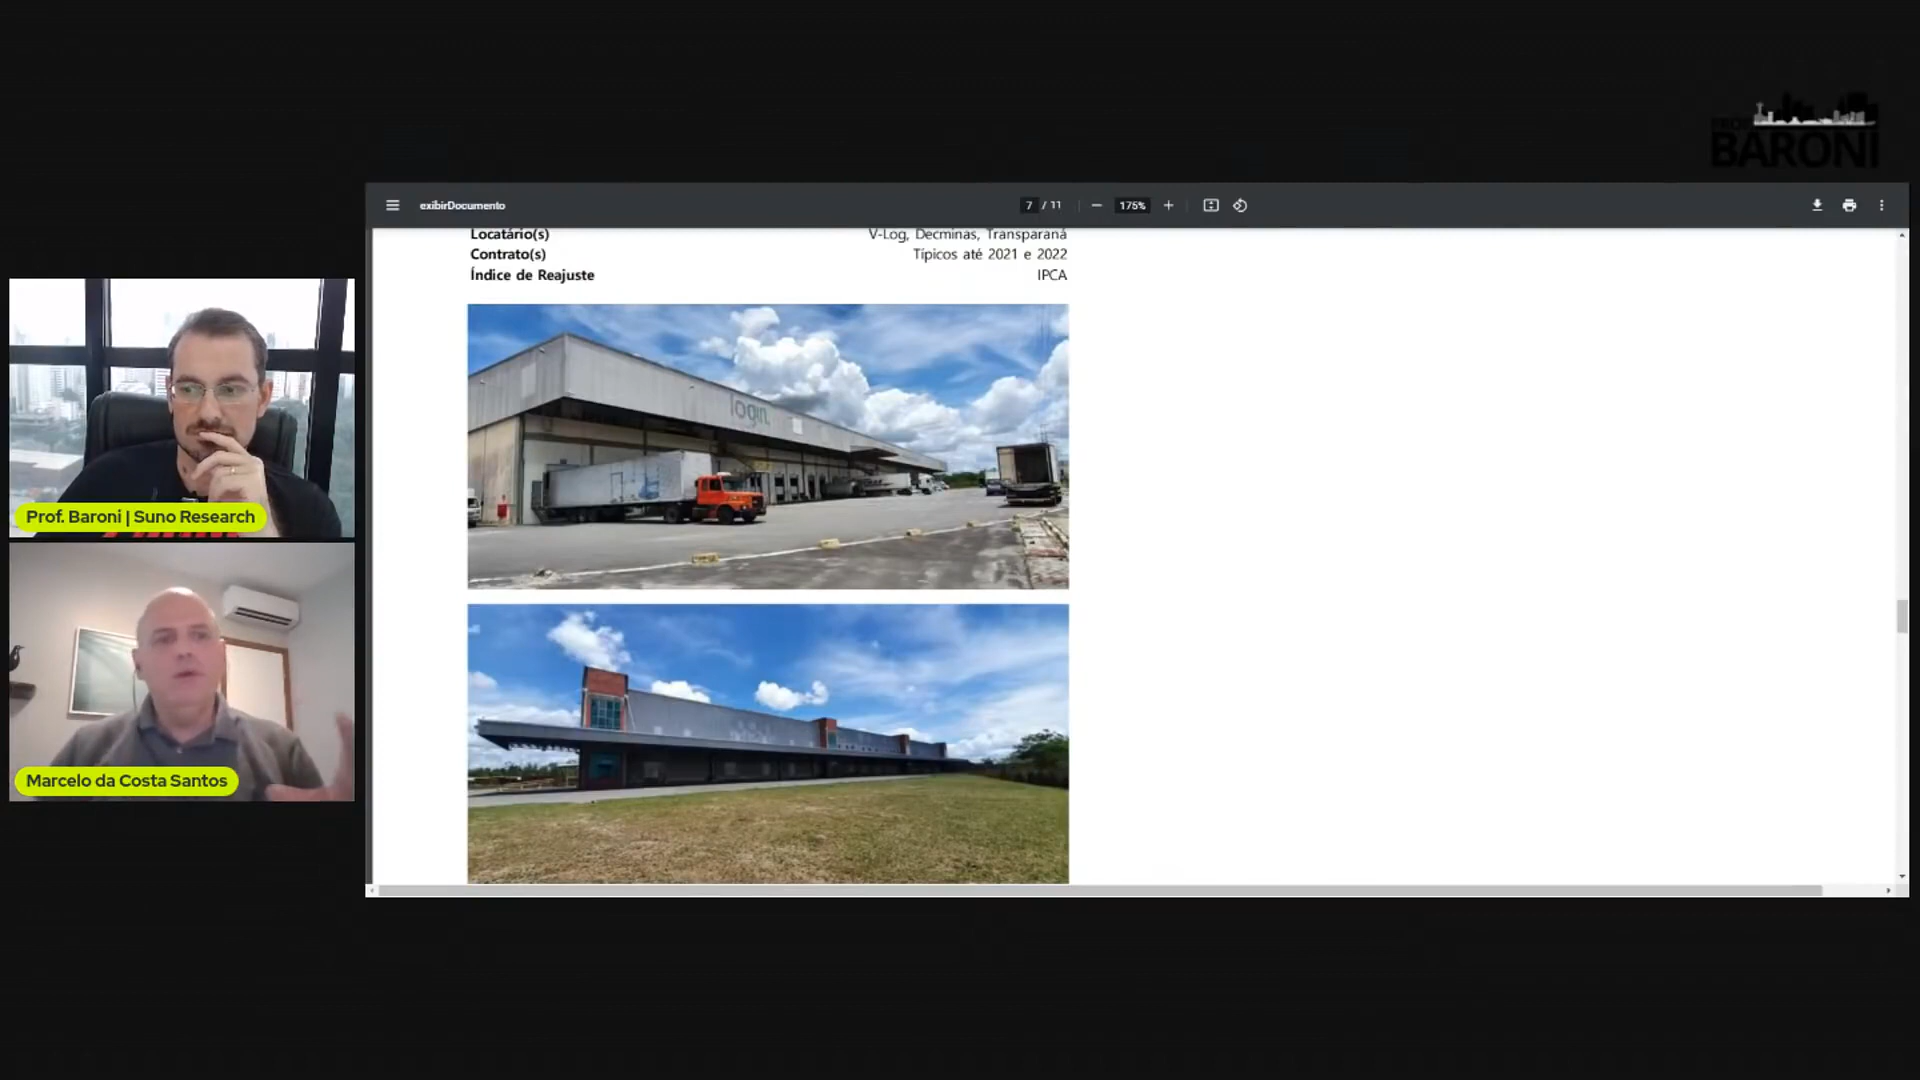 BARONI
exibirDocumento
7 / 11
175%
Locatário(s) V-Log, Decminas, Transparaná
Contrato(s) Típicos até 2021 e 2022
Índice de Reajuste IPCA
login
Prof. Baroni | Suno Research
Marcelo da Costa Santos